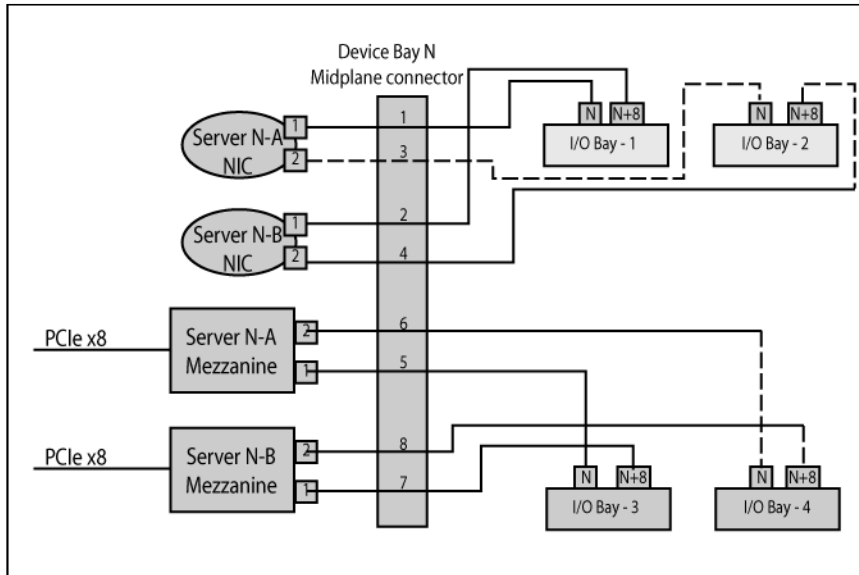 Device Bay N
Midplane connector
1
2
Server N-A
NIC
1
3
N
N+8
I/O Bay - 1
N
N+8
I/O Bay - 2
1
2
Server N-B
NIC
2
4
PCIe x8
Server N-A
Mezzanine
2
1
6
5
PCIe x8
Server N-B
Mezzanine
2
1
8
7
N
N+8
I/O Bay - 3
N
N+8
I/O Bay - 4